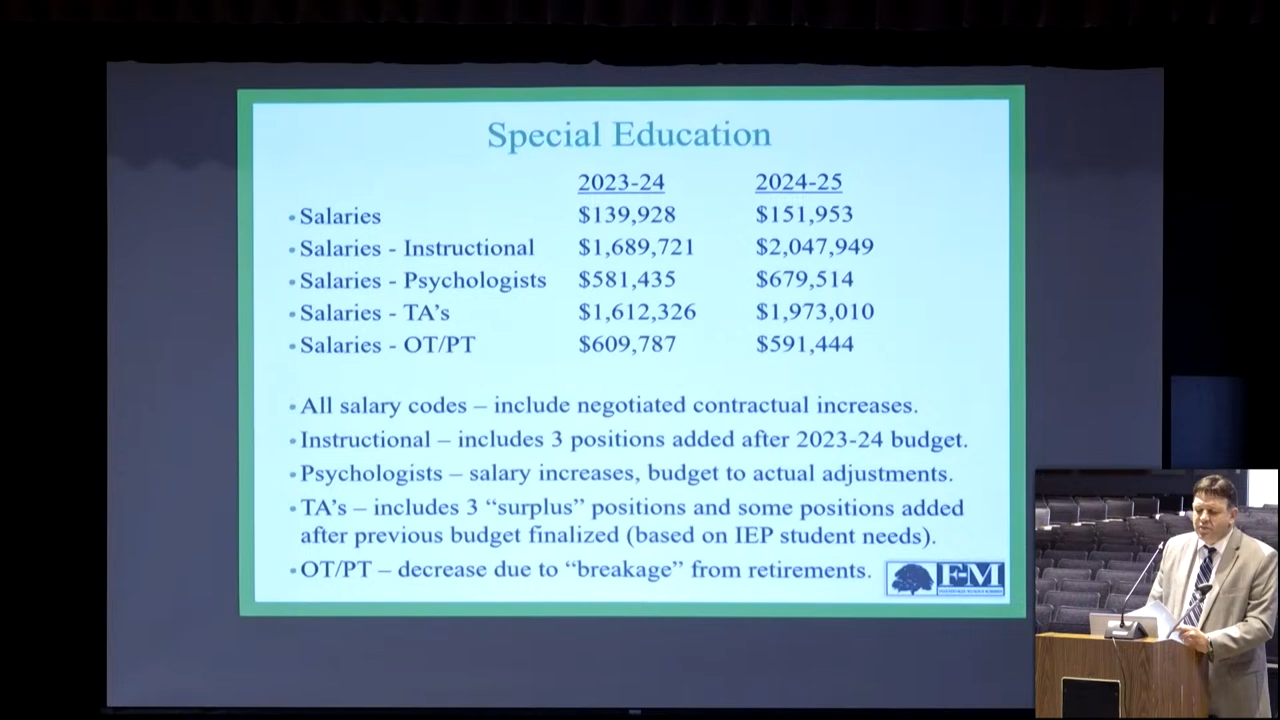 Special Education
2023-24 2024-25
• Salaries $139,928 $151,953
• Salaries - Instructional $1,689,721 $2,047,949
• Salaries - Psychologists $581,435 $679,514
• Salaries - TA's $1,612,326 $1,973,010
• Salaries - OT/PT $609,787 $591,444
• All salary codes – include negotiated contractual increases.
• Instructional – includes 3 positions added after 2023-24 budget.
• Psychologists – salary increases, budget to actual adjustments.
• TA's – includes 3 “surplus” positions and some positions added
after previous budget finalized (based on IEP student needs).
• OT/PT – decrease due to “breakage” from retirements.
F-M